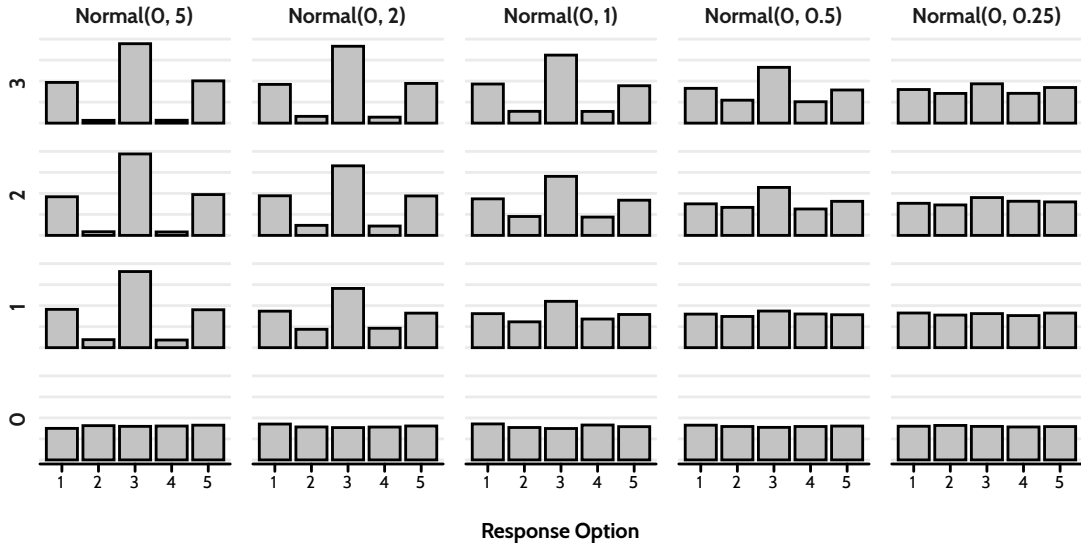 Normal(0, 5) Normal(0, 2) Normal(0, 1) Normal(0, 0.5) Normal(0, 0.25)
3
2
1
0
1 2 3 4 5 1 2 3 4 5 1 2 3 4 5 1 2 3 4 5 1 2 3 4 5
Response Option